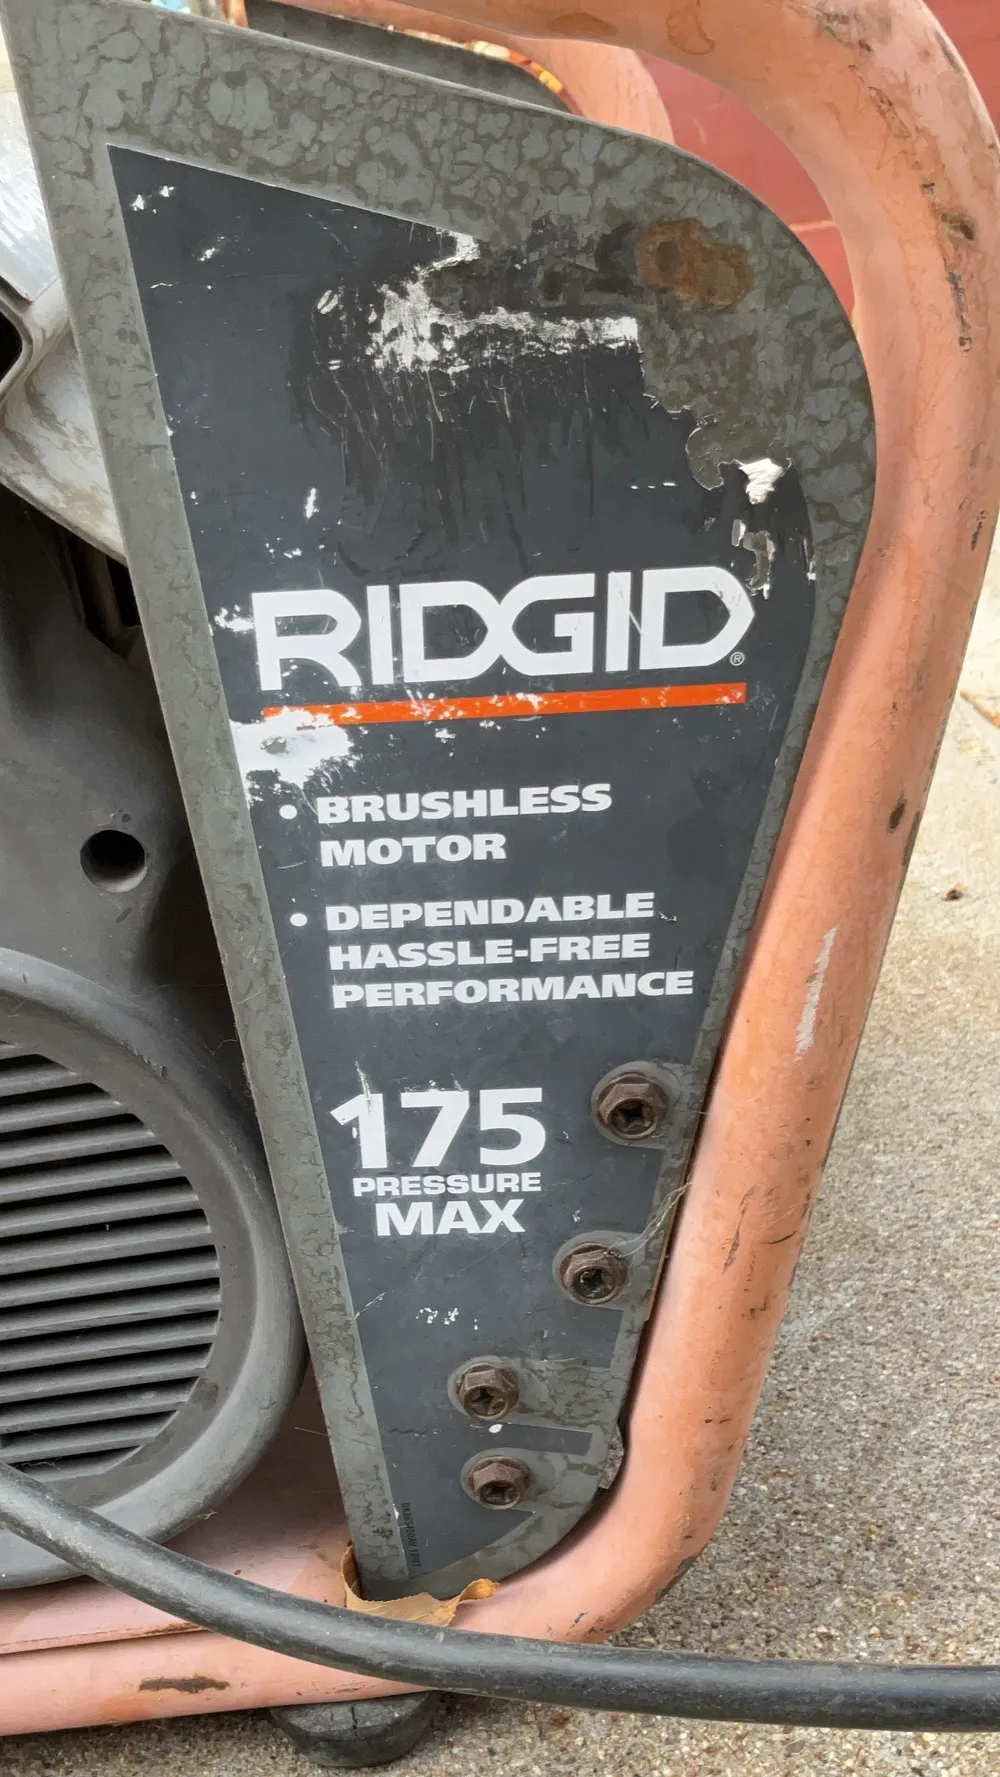 RIDGID®
• BRUSHLESS
MOTOR
• DEPENDABLE
HASSLE-FREE
PERFORMANCE
175
PRESSURE
MAX